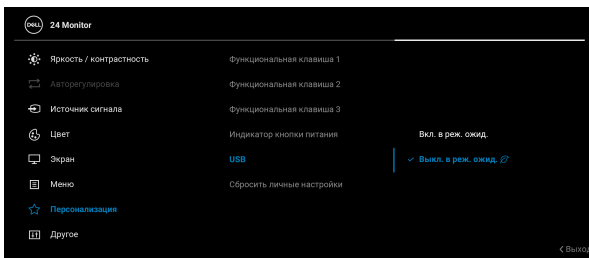 DELL 24 Monitor
Яркость / контрастность
Функциональная клавиша 1
Авторегулировка
Функциональная клавиша 2
Источник сигнала
Функциональная клавиша 3
Цвет
Индикатор кнопки питания
Вкл. в реж. ожид.
Экран
USB
Выкл. в реж. ожид.
Меню
Сбросить личные настройки
Персонализация
Другое
Выход